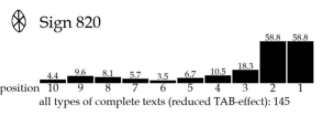 Sign 820
4.4 9.6 8.1 5.7 3.5 6.7 10.5 18.3 58.8 58.8
position 10 9 8 7 6 5 4 3 2 1
all types of complete texts (reduced TAB-effect): 145